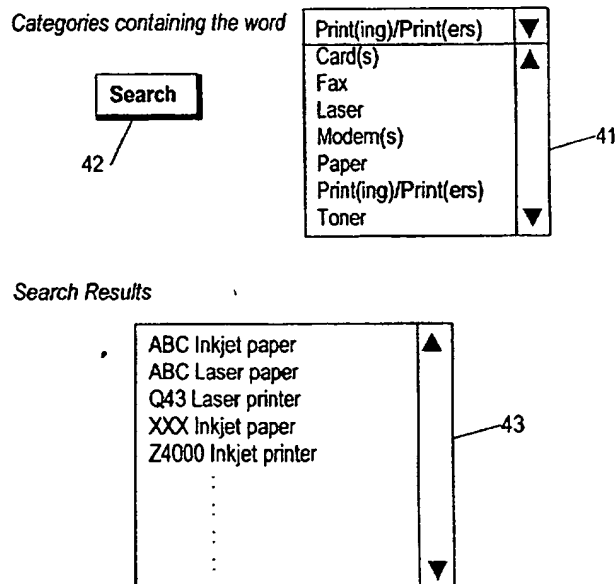 Categories containing the word
Print(ing)/Print(ers)
Card(s)
Fax
Laser
Modem(s)
Paper
Print(ing)/Print(ers)
Toner
41
Search
42
Search Results
ABC Inkjet paper
ABC Laser paper
Q43 Laser printer
XXX Inkjet paper
Z4000 Inkjet printer
43